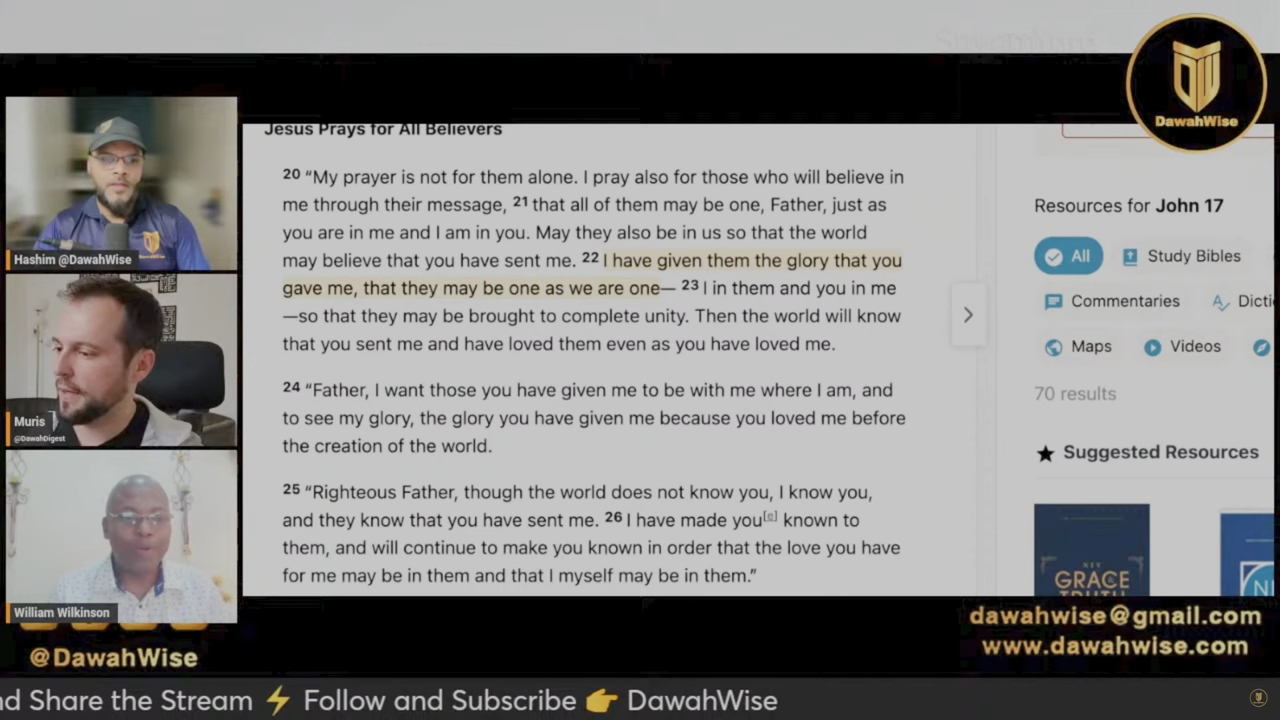 DawahWise
Jesus Prays for All Believers
20 “My prayer is not for them alone. I pray also for those who will believe in
me through their message, 21 that all of them may be one, Father, just as
you are in me and I am in you. May they also be in us so that the world
may believe that you have sent me. 22 I have given them the glory that you
gave me, that they may be one as we are one— 23 I in them and you in me
—so that they may be brought to complete unity. Then the world will know
that you sent me and have loved them even as you have loved me.
24 “Father, I want those you have given me to be with me where I am, and
to see my glory, the glory you have given me because you loved me before
the creation of the world.
25 “Righteous Father, though the world does not know you, I know you,
and they know that you have sent me. 26 I have made you[e] known to
them, and will continue to make you known in order that the love you have
for me may be in them and that I myself may be in them.”
Resources for John 17
All
Study Bibles
Commentaries
Maps
Videos
70 results
Suggested Resources
NIV
GRACE
TRUTH
Hashim @DawahWise
Muris
@DawahDigest
William Wilkinson
@DawahWise
dawahwise@gmail.com
www.dawahwise.com
Share the Stream ⚡ Follow and Subscribe 👉 DawahWise